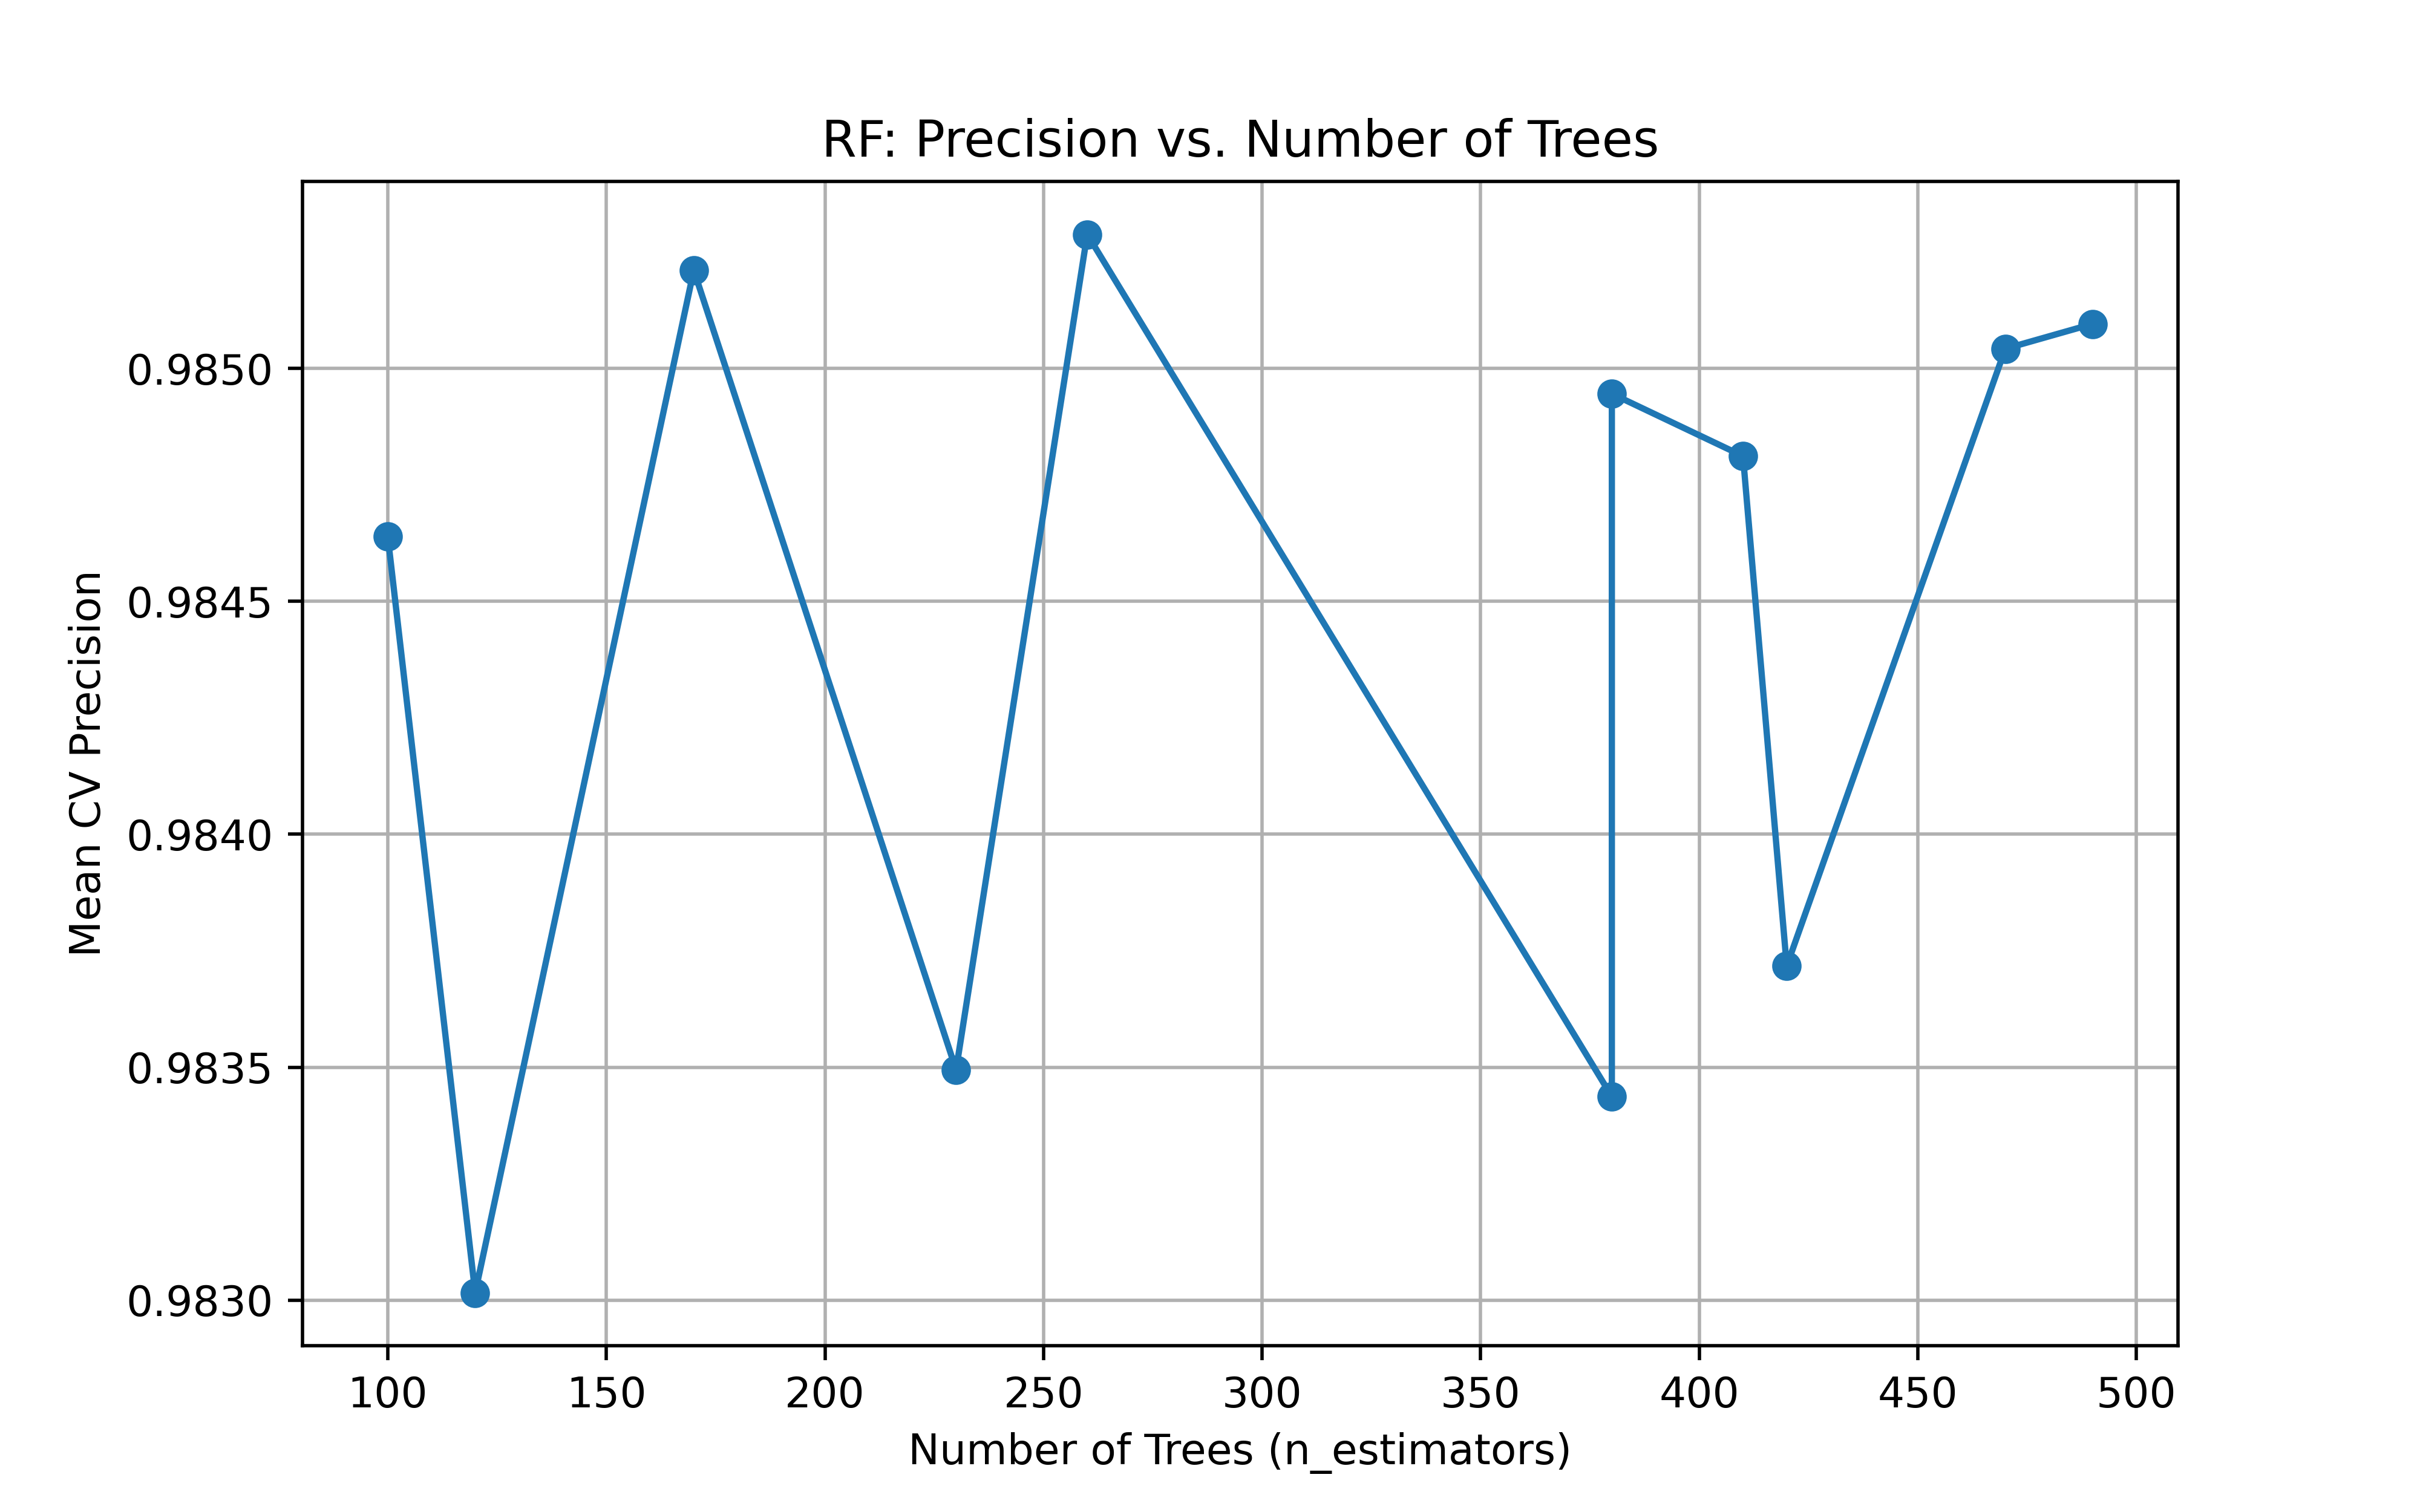 RF: Precision vs. Number of Trees
Mean CV Precision
0.9850
0.9845
0.9840
0.9835
0.9830
100 150 200 250 300 350 400 450 500
Number of Trees (n_estimators)